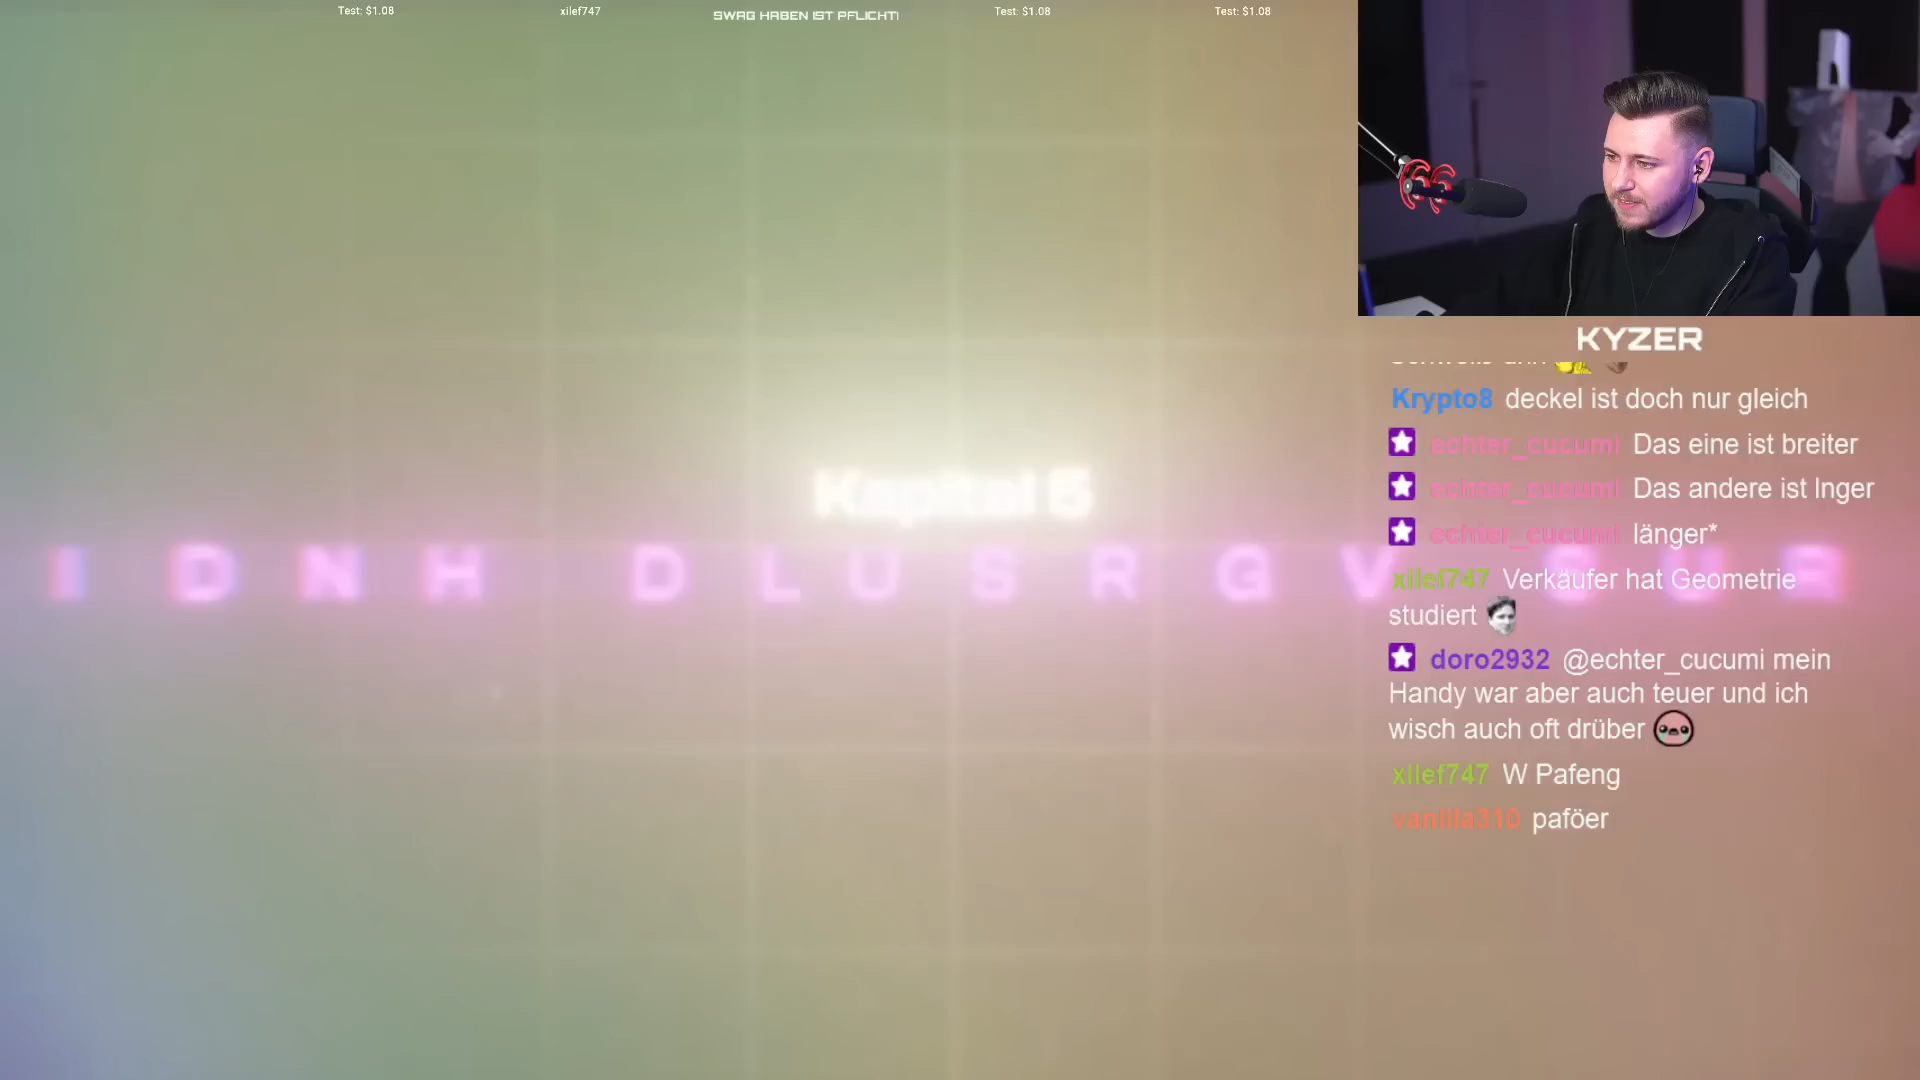 Test: $1.08
xilef747
SWAG HABEN IST PFLICHT!
Test: $1.08
Test: $1.08
KYZER
Krypto8 deckel ist doch nur gleich
echter_cucumi Das eine ist breiter
echter_cucumi Das andere ist lnger
echter_cucumi länger*
xilef747 Verkäufer hat Geometrie
studiert
doro2932 @echter_cucumi mein
Handy war aber auch teuer und ich
wisch auch oft drüber
xilef747 W Pafeng
vanilla310 paföer
Kapitel 5
I D N H D L U S R G V